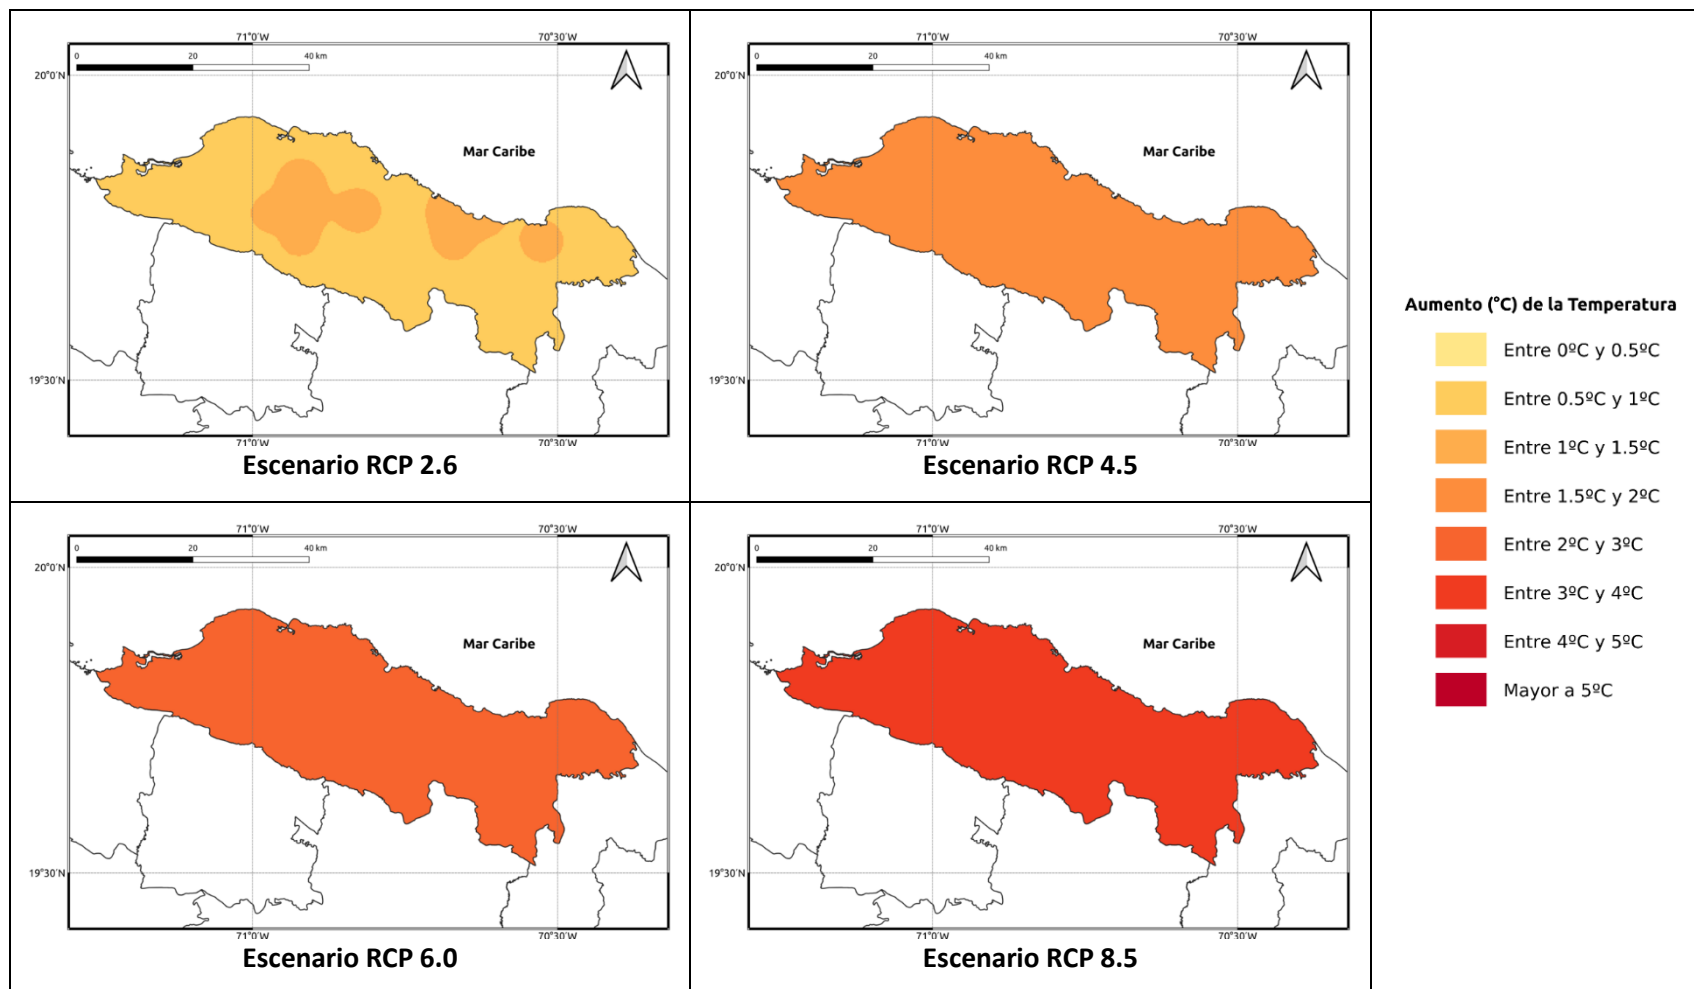 71°0'W
70°30'W
0
20
40 km
20°0'N
Mar Caribe
19°30'N
71°0'W
70°30'W
Escenario RCP 2.6
71°0'W
70°30'W
0
20
40 km
20°0'N
Mar Caribe
19°30'N
71°0'W
70°30'W
Escenario RCP 4.5
71°0'W
70°30'W
0
20
40 km
20°0'N
Mar Caribe
19°30'N
71°0'W
70°30'W
Escenario RCP 6.0
71°0'W
70°30'W
0
20
40 km
20°0'N
Mar Caribe
19°30'N
71°0'W
70°30'W
Escenario RCP 8.5
Aumento (°C) de la Temperatura
Entre 0ºC y 0.5ºC
Entre 0.5ºC y 1ºC
Entre 1ºC y 1.5ºC
Entre 1.5ºC y 2ºC
Entre 2ºC y 3ºC
Entre 3ºC y 4ºC
Entre 4ºC y 5ºC
Mayor a 5ºC